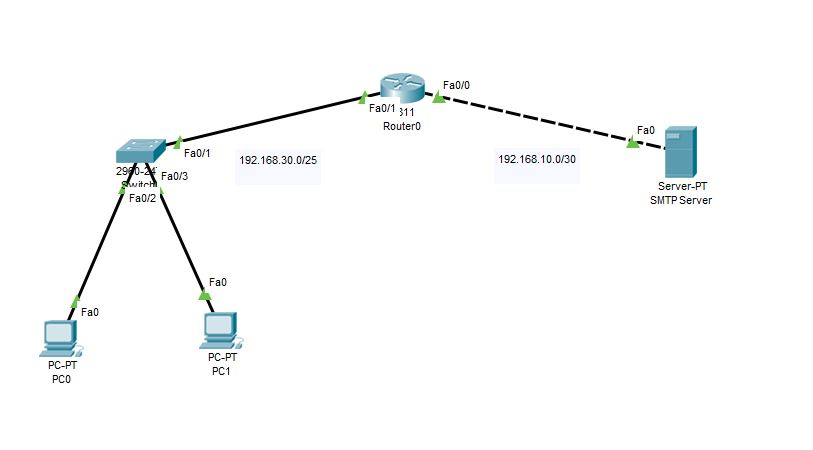 Fa0/0
Fa0/1
Router0
Fa0
Server-PT
SMTP Server
192.168.30.0/25
192.168.10.0/30
Fa0/1
Fa0/3
Fa0/2
Fa0
PC-PT
PC0
Fa0
PC-PT
PC1